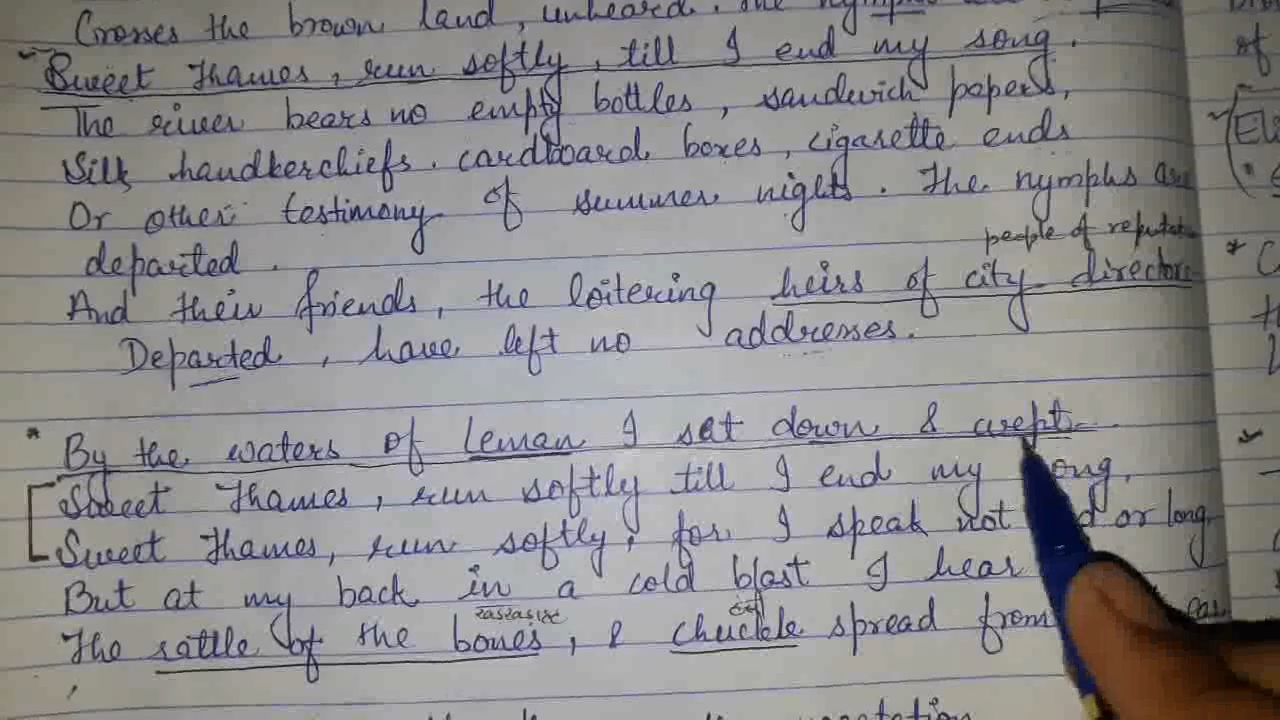 Crosses the brown land, unheard. The nymphs
Sweet Thames, run softly, till I end my song.
The river bears no empty bottles, sandwich papers,
Silk handkerchiefs. cardboard boxes, cigarette ends
Or other testimony of summer nights. The nymphs are
departed.
people of reputat
And their friends, the loitering heirs of city directors
Departed, have left no addresses.
* By the waters of Leman I sat down & wept
Sweet Thames, run softly till I end my song,
Sweet Thames, run softly, for I speak not or long.
But at my back in a cold blast I hear
The rattle of the bones, & chuckle spread from ear
of
* C